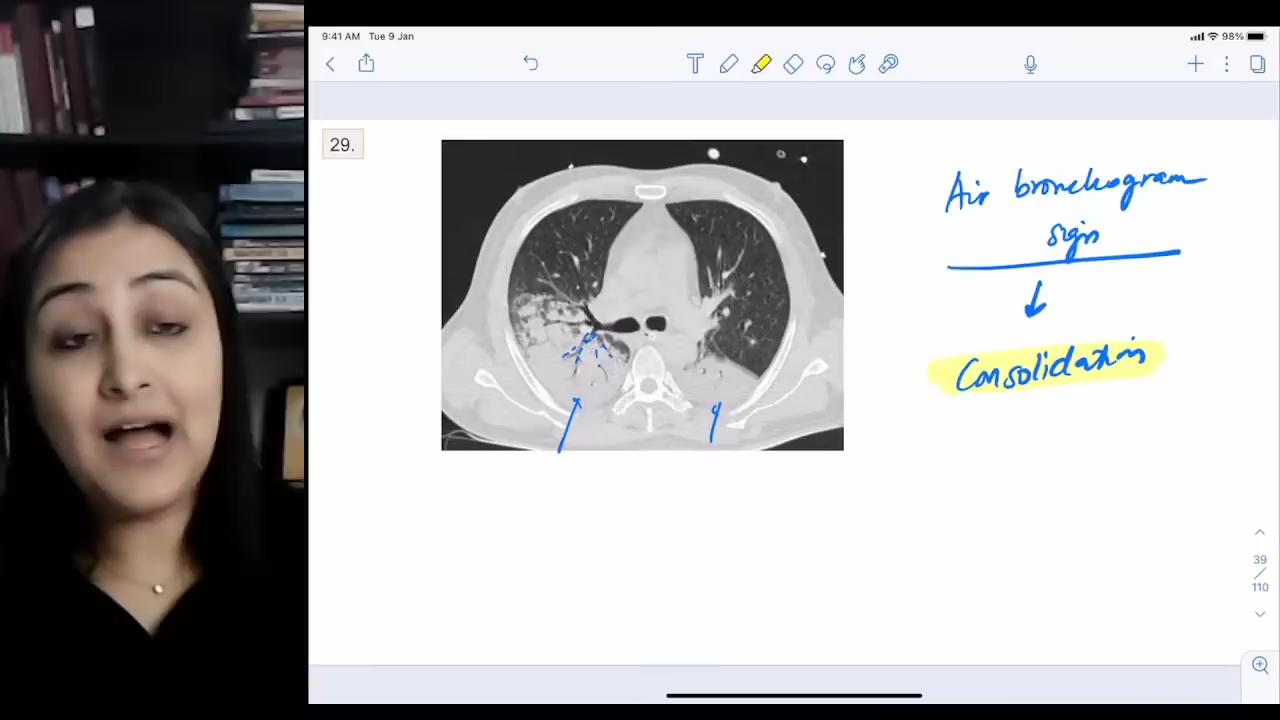 9:41 AM Tue 9 Jan
98%
29.
Air bronchogram
sign
Consolidation
39
/
110